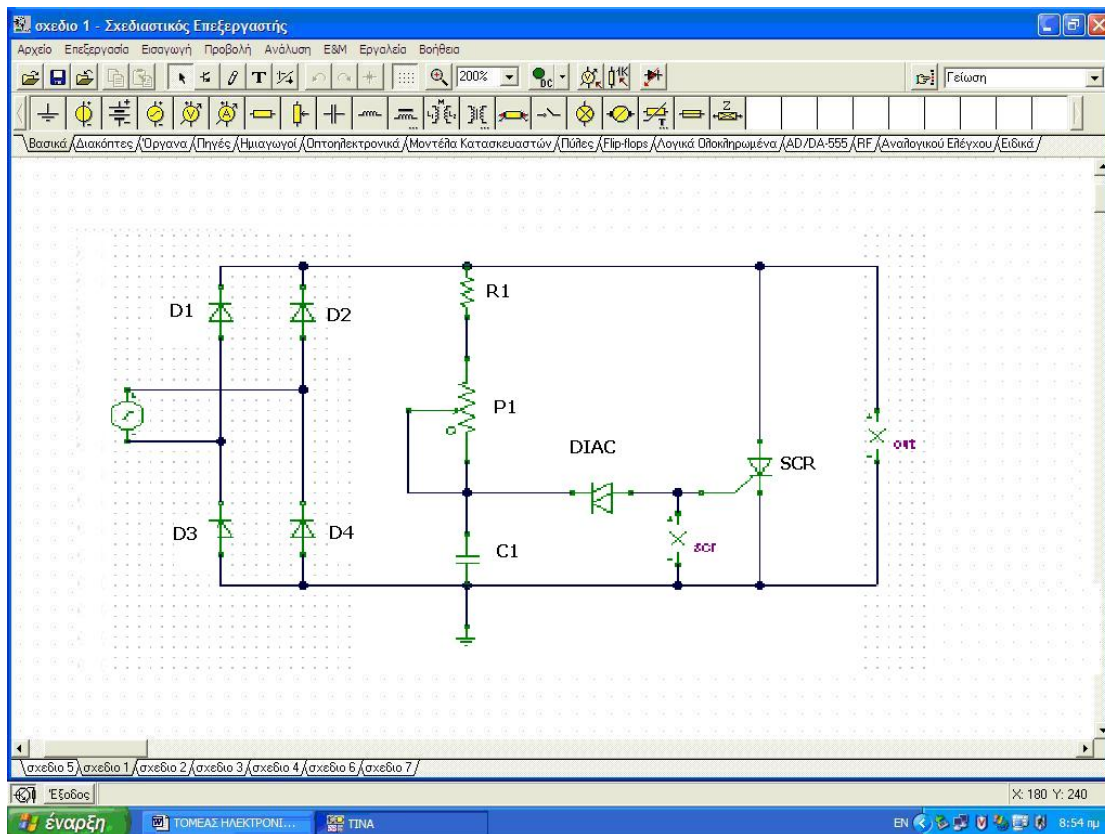 σχεδιο 1 - Σχεδιαστικός Επεξεργαστής
Αρχείο Επεξεργασία Εισαγωγή Προβολή Ανάλυση E&M Εργαλεία Βοήθεια
T 200% DC 1K Γείωση
M T Z
Βασικά Διακόπτες Όργανα Πηγές Ημιαγωγοί Οπτοηλεκτρονικά Μοντέλα Κατασκευαστών Πύλες Flip-flops Λογικά Ολοκληρωμένα AD/DA-555 RF Αναλογικού Ελέγχου Ειδικά
R1
D1 D2
P1
DIAC
out
SCR
D3 D4
scr
C1
σχεδιο 5 σχεδιο 1 σχεδιο 2 σχεδιο 3 σχεδιο 4 σχεδιο 6 σχεδιο 7
Έξοδος X: 180 Y: 240
έναρξη ΤΟΜΕΑΣ ΗΛΕΚΤΡΟΝΙ... TINA EN 8:54 πμ